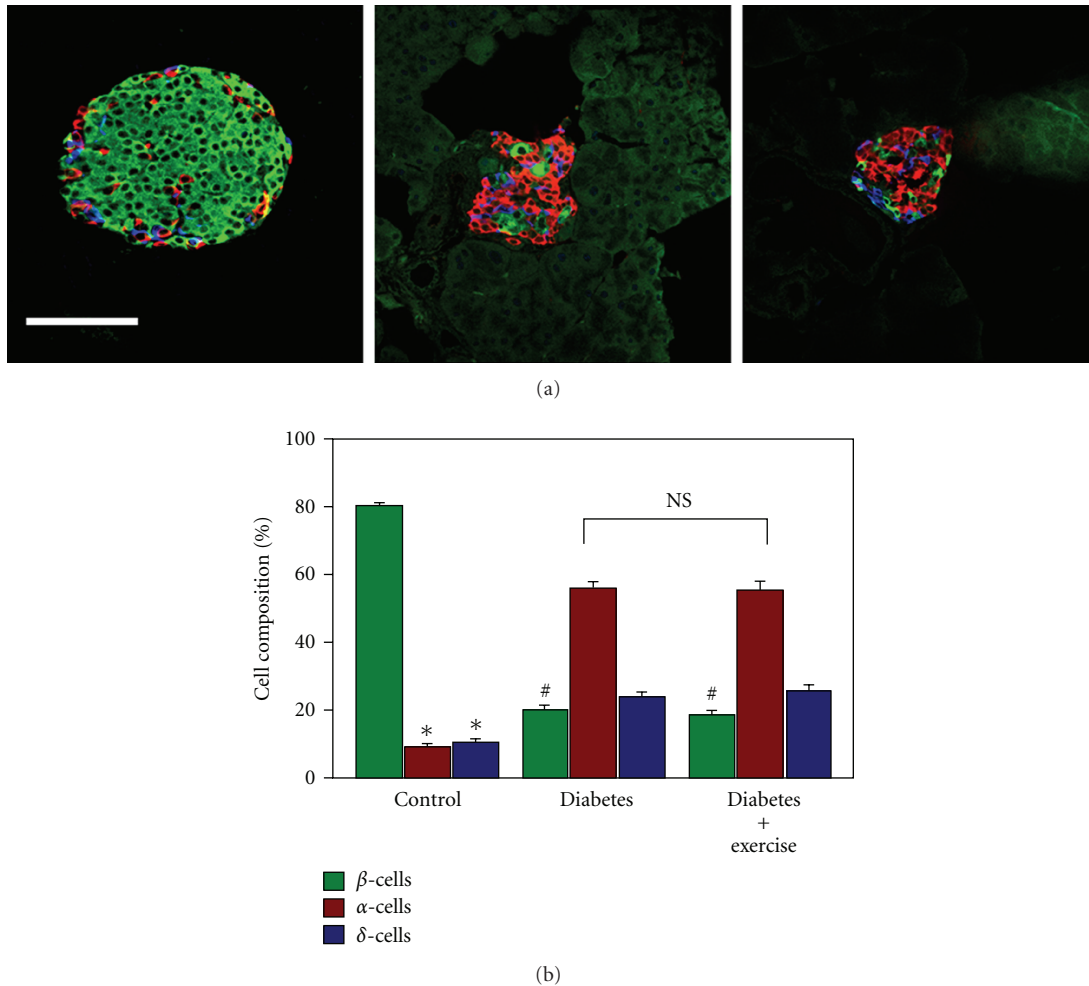 (a)
100
80
60
40
20
0
Cell composition (%)
NS
*
*
#
#
Control
Diabetes
Diabetes
+
exercise
β-cells
α-cells
δ-cells
(b)